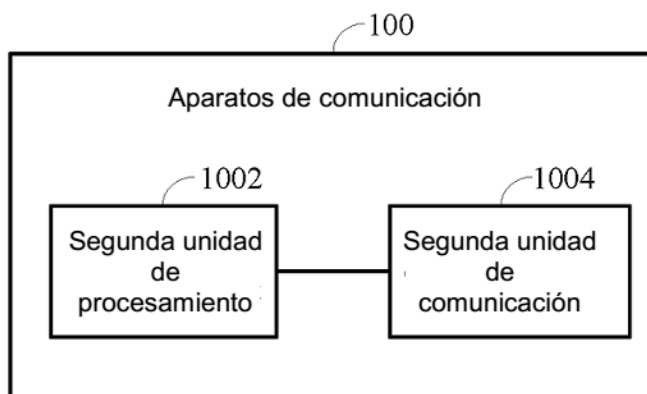 100
Aparatos de comunicación
1002
1004
Segunda unidad
de
procesamiento
Segunda unidad
de
comunicación